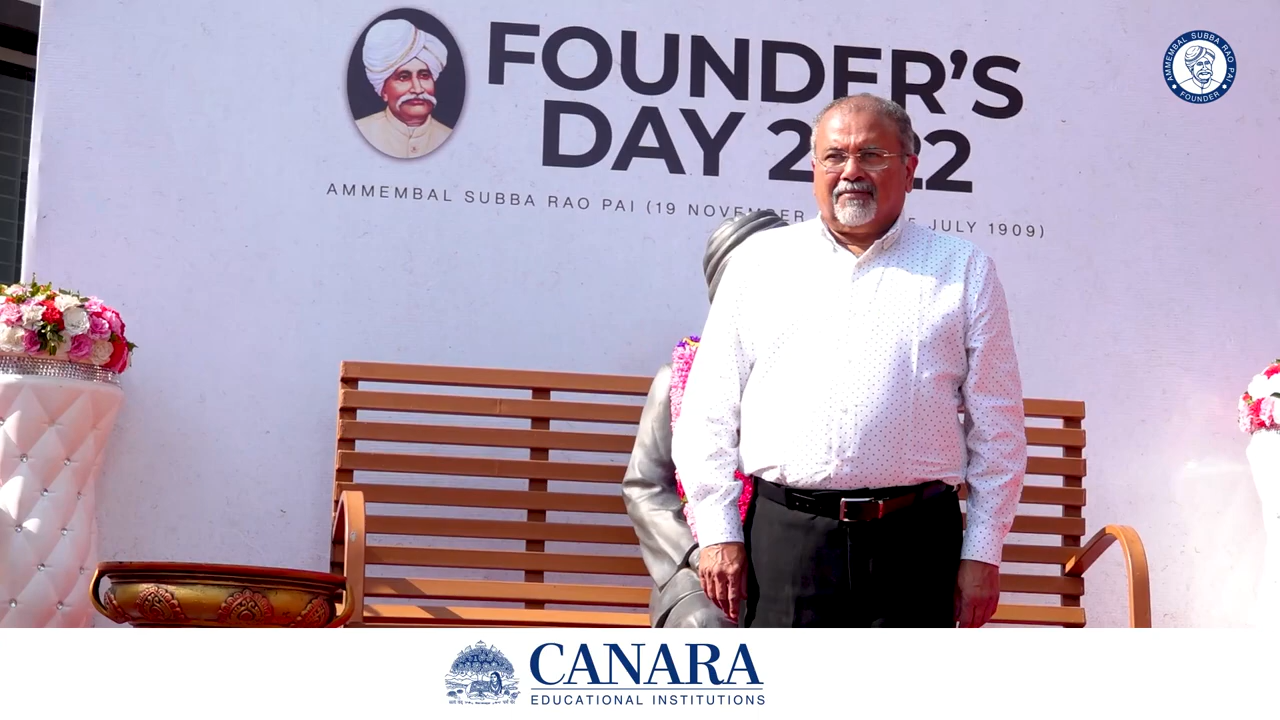 FOUNDER'S
DAY 2 22
AMMEMBAL SUBBA RAO PAI (19 NOVEMBER JULY 1909)
AMMEMBAL SUBBA RAO PAI
FOUNDER
CANARA
EDUCATIONAL INSTITUTIONS